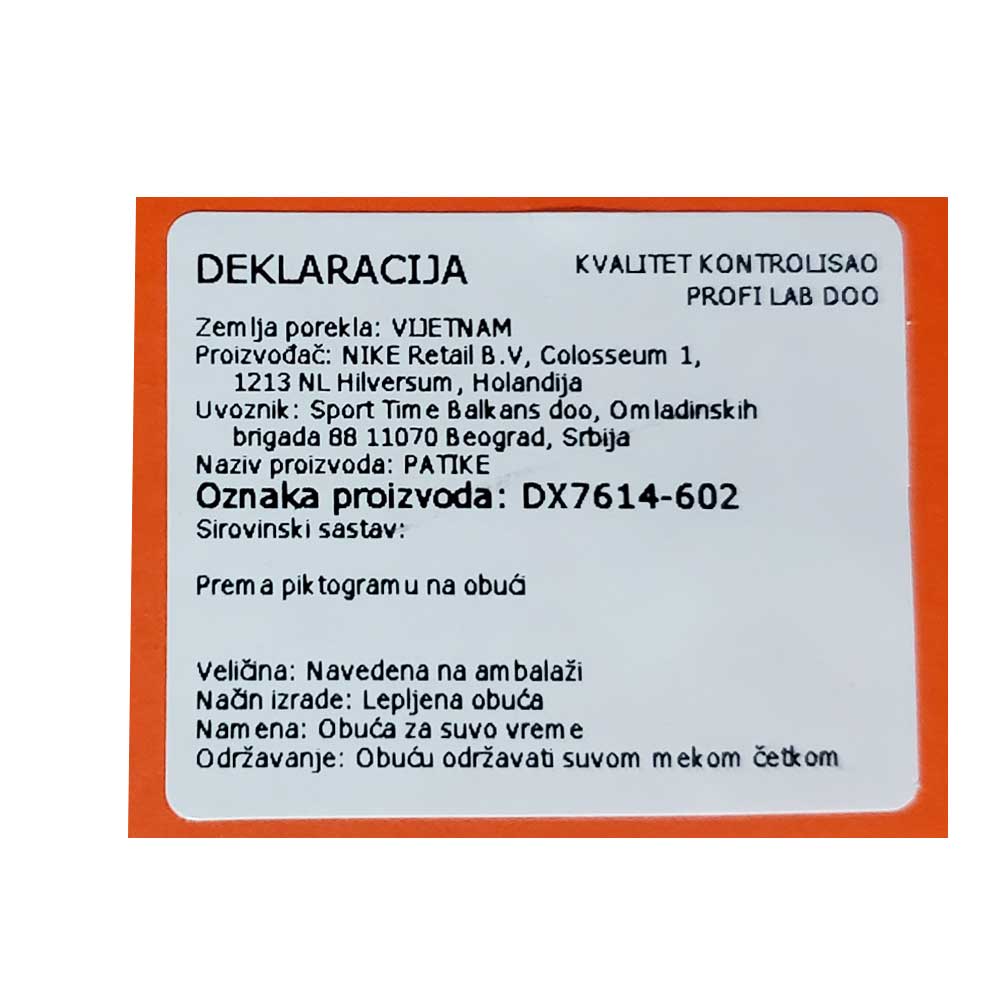 DEKLARACIJA
KVALITET KONTROLISAO
PROFI LAB DOO
Zemlja porekla: VIJETNAM
Proizvođač: NIKE Retail B.V, Colosseum 1,
1213 NL Hilversum, Holandija
Uvoznik: Sport Time Balkans doo, Omladinskih
brigada 88 11070 Beograd, Srbija
Naziv proizvoda: PATIKE
Oznaka proizvoda: DX7614-602
Sirovinski sastav:
Prema piktogramu na obući
Veličina: Navedena na ambalaži
Način izrade: Lepljena obuća
Namena: Obuća za suvo vreme
Održavanje: Obuću održavati suvom mekom četkom